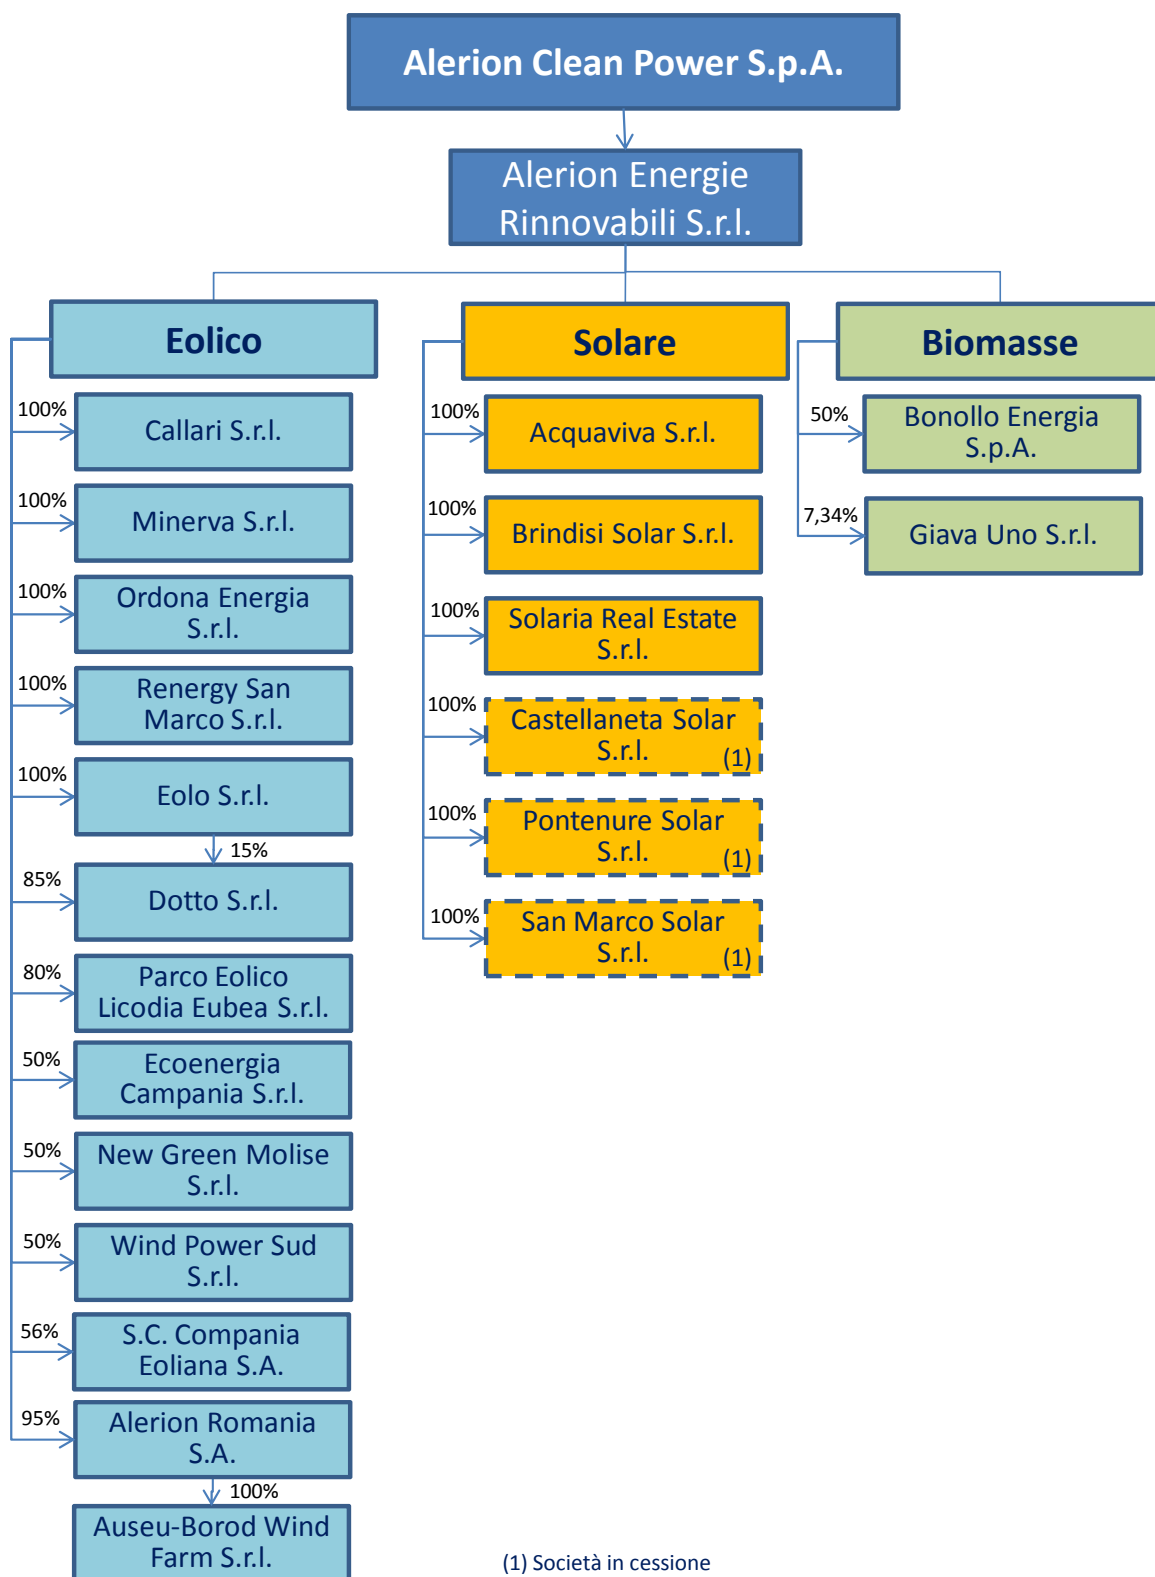 Alerion Clean Power S.p.A.
Alerion Energie
Rinnovabili S.r.l.
Eolico
100%
Callari S.r.l.
100%
Minerva S.r.l.
100%
Ordona Energia
S.r.l.
100%
Renergy San
Marco S.r.l.
100%
Eolo S.r.l.
15%
85%
Dotto S.r.l.
80%
Parco Eolico
Licodia Eubea S.r.l.
50%
Ecoenergia
Campania S.r.l.
50%
New Green Molise
S.r.l.
50%
Wind Power Sud
S.r.l.
56%
S.C. Compania
Eoliana S.A.
95%
Alerion Romania
S.A.
100%
Auseu-Borod Wind
Farm S.r.l.
Solare
100%
Acquaviva S.r.l.
100%
Brindisi Solar S.r.l.
100%
Solaria Real Estate
S.r.l.
100%
Castellaneta Solar
S.r.l.
(1)
100%
Pontenure Solar
S.r.l.
(1)
100%
San Marco Solar
S.r.l.
(1)
Biomasse
50%
Bonollo Energia
S.p.A.
7,34%
Giava Uno S.r.l.
(1) Società in cessione